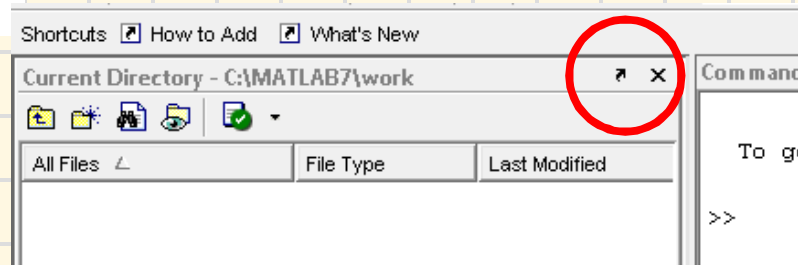 Shortcuts How to Add What's New
Current Directory - C:\MATLAB7\work
All Files File Type Last Modified
Command
To g
>>